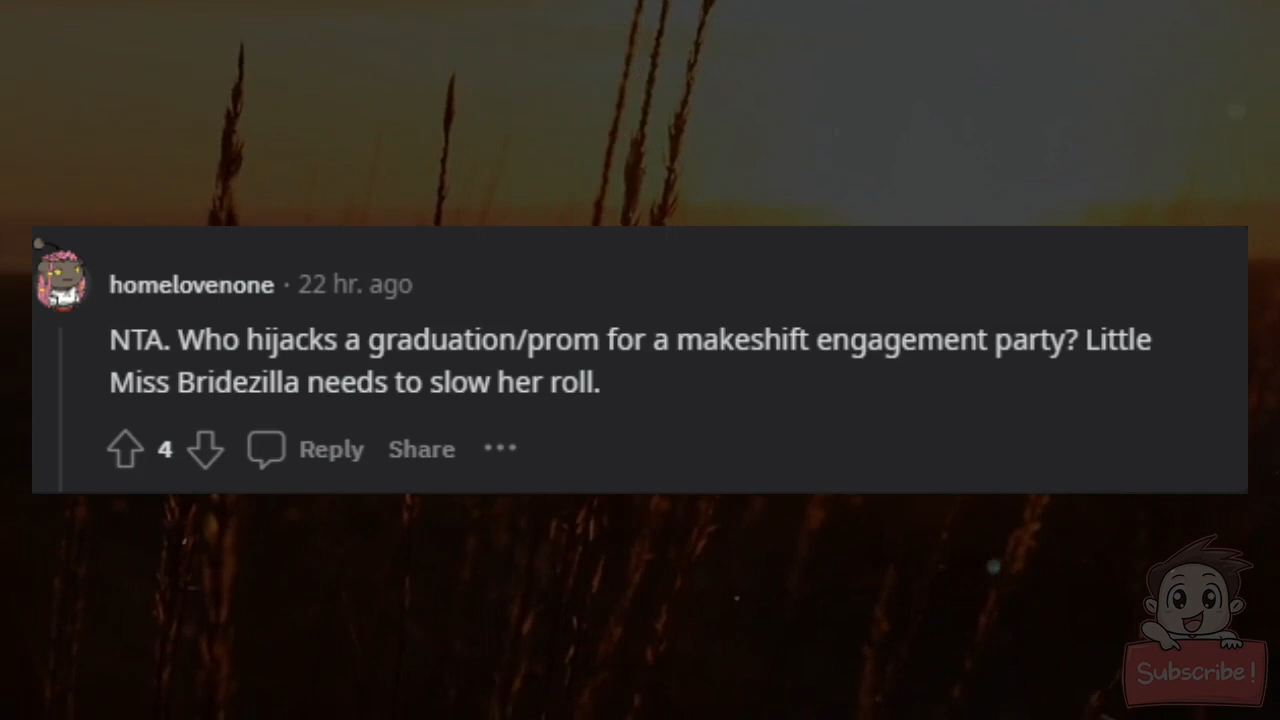 homelovenone · 22 hr. ago
NTA. Who hijacks a graduation/prom for a makeshift engagement party? Little
Miss Bridezilla needs to slow her roll.
4 Reply Share ···
Subscribe!